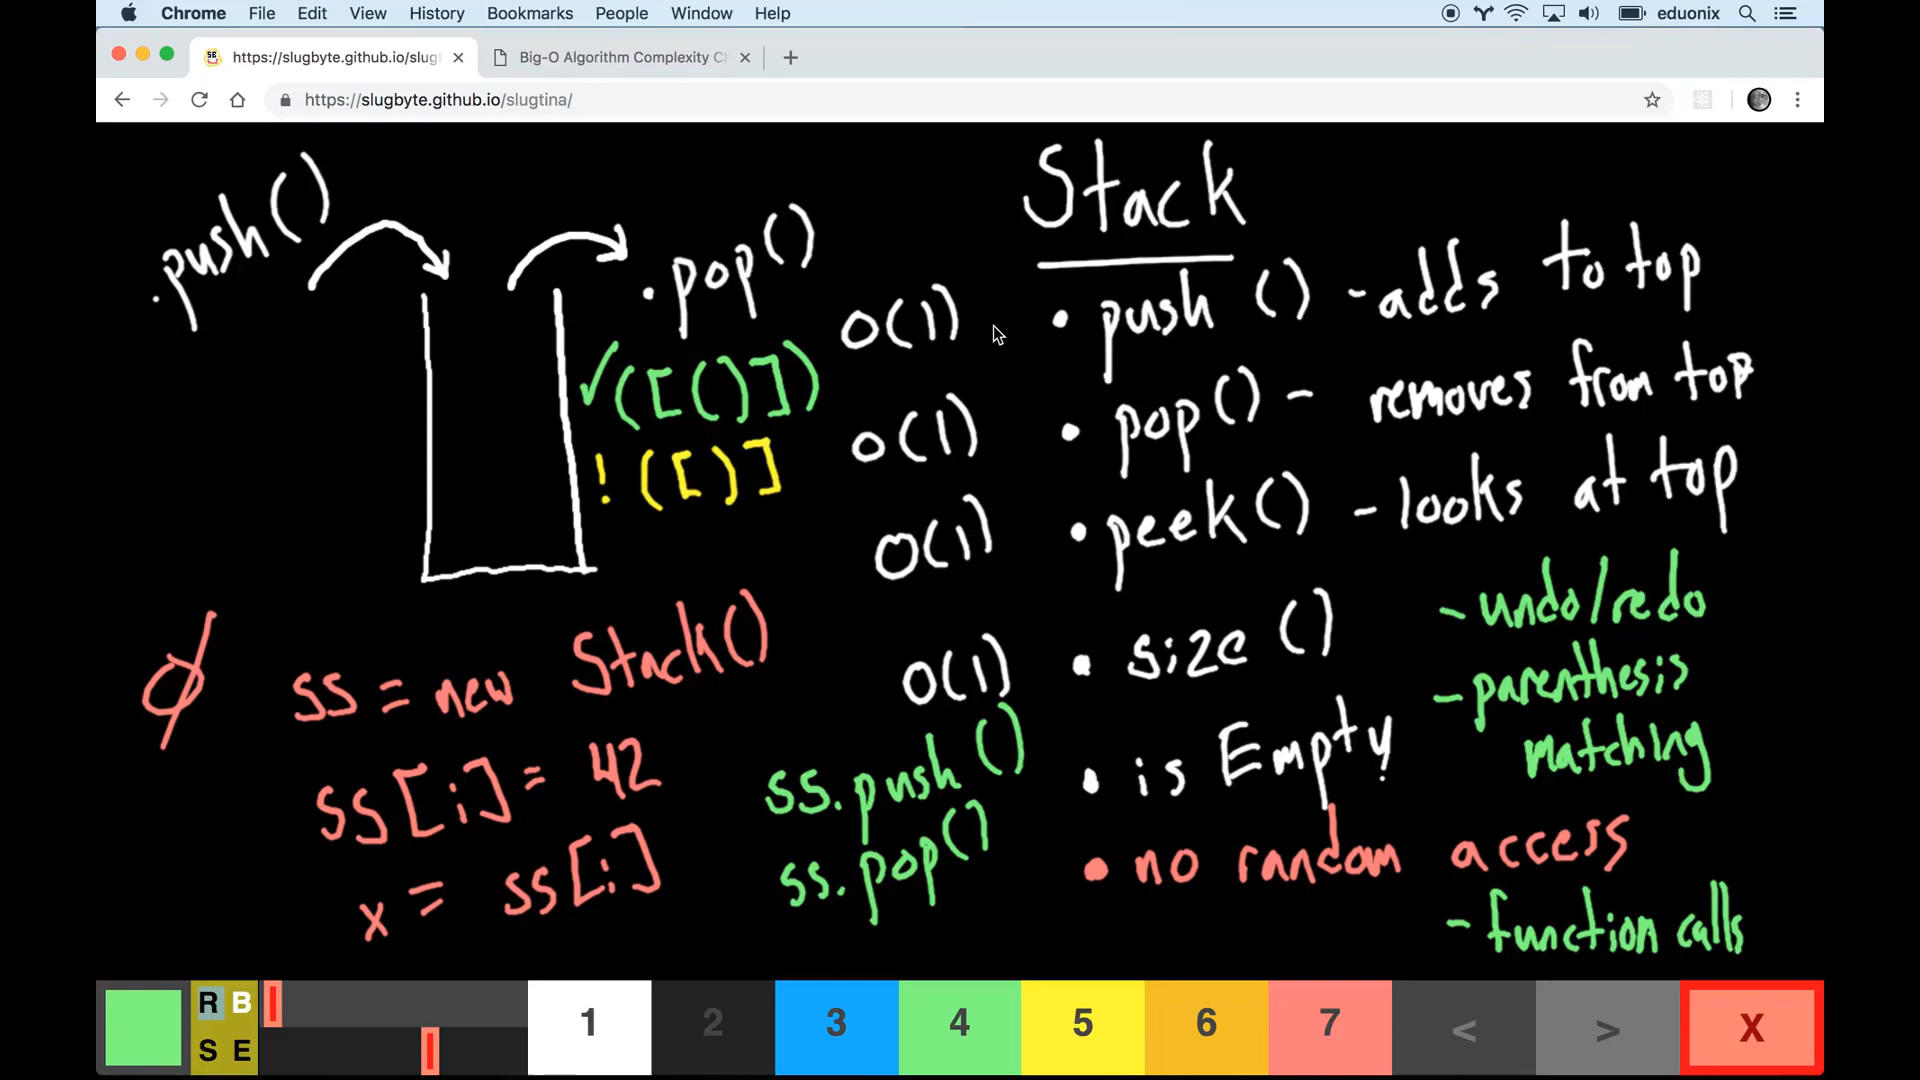 Chrome File Edit View History Bookmarks People Window Help eduonix
https://slugbyte.github.io/slugt
Big-O Algorithm Complexity Ch
https://slugbyte.github.io/slugtina/
Stack
.push()
.pop()
✓([()])
!([)]
O(1) • push() - adds to top
O(1) • pop() - removes from top
O(1) • peek() - looks at top
O(1) • size()
• isEmpty
• no random access
- undo/redo
- parenthesis
matching
- function calls
ss = new Stack()
ss[i] = 42
x = ss[i]
ss.push()
ss.pop()
R B
S E
1 2 3 4 5 6 7 < > X